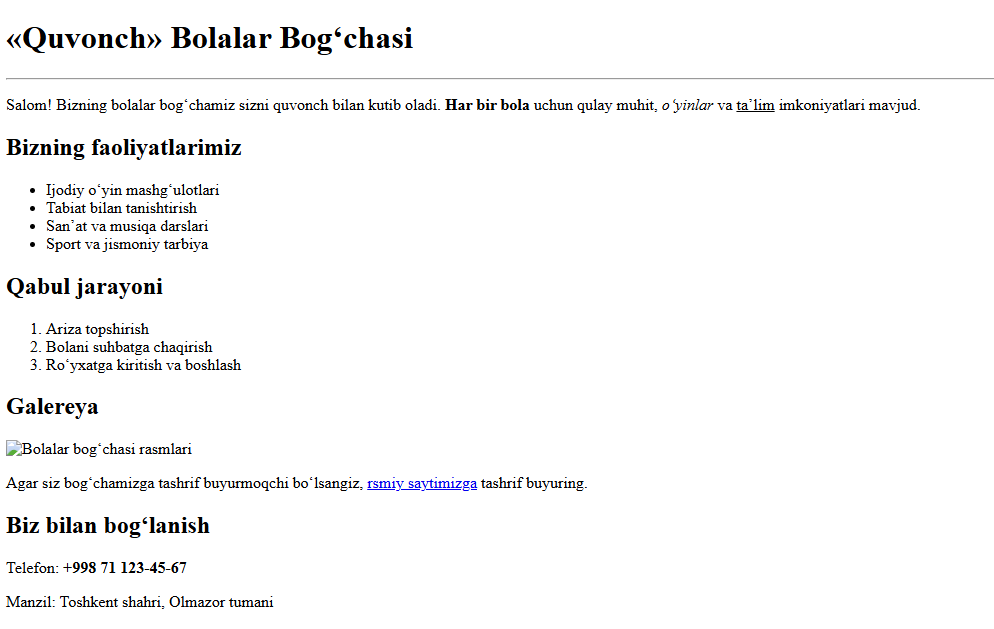 «Quvonch» Bolalar Bog‘chasi
Salom! Bizning bolalar bog‘chamiz sizni quvonch bilan kutib oladi. Har bir bola uchun qulay muhit, o‘yinlar va ta’lim imkoniyatlari mavjud.
Bizning faoliyatlarimiz
• Ijodiy o‘yin mashg‘ulotlari
• Tabiat bilan tanishtirish
• San’at va musiqa darslari
• Sport va jismoniy tarbiya
Qabul jarayoni
1. Ariza topshirish
2. Bolani suhbatga chaqirish
3. Ro‘yxatga kiritish va boshlash
Galereya
Bolalar bog‘chasi rasmlari
Agar siz bog‘chamizga tashrif buyurmoqchi bo‘lsangiz, rsmiy saytimizga tashrif buyuring.
Biz bilan bog‘lanish
Telefon: +998 71 123-45-67
Manzil: Toshkent shahri, Olmazor tumani